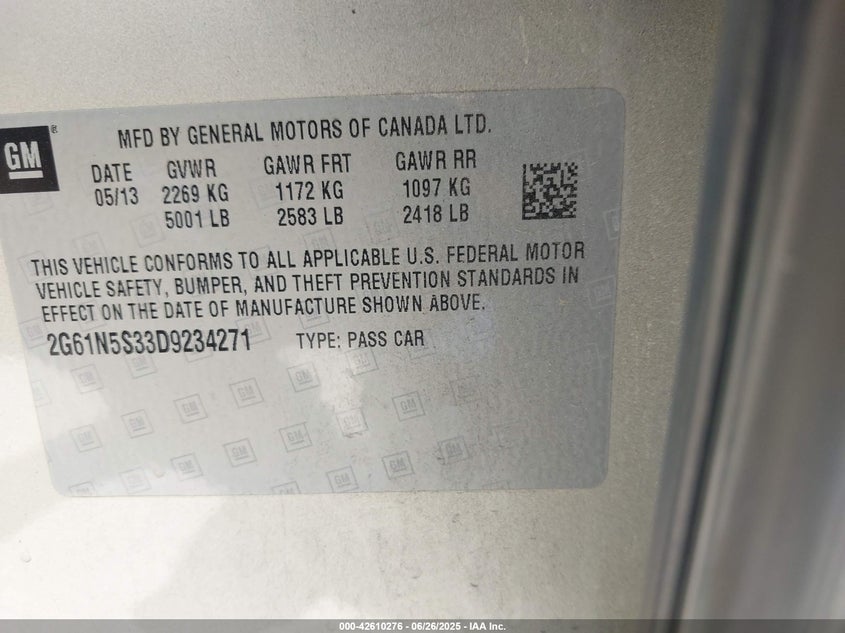 GM ®
MFD BY GENERAL MOTORS OF CANADA LTD.
DATE GVWR GAWR FRT GAWR RR
05/13 2269 KG 1172 KG 1097 KG
5001 LB 2583 LB 2418 LB
THIS VEHICLE CONFORMS TO ALL APPLICABLE U.S. FEDERAL MOTOR
VEHICLE SAFETY, BUMPER, AND THEFT PREVENTION STANDARDS IN
EFFECT ON THE DATE OF MANUFACTURE SHOWN ABOVE.
2G61N5S33D9234271 TYPE: PASS CAR
000-42610276 - 06/26/2025 - IAA Inc.